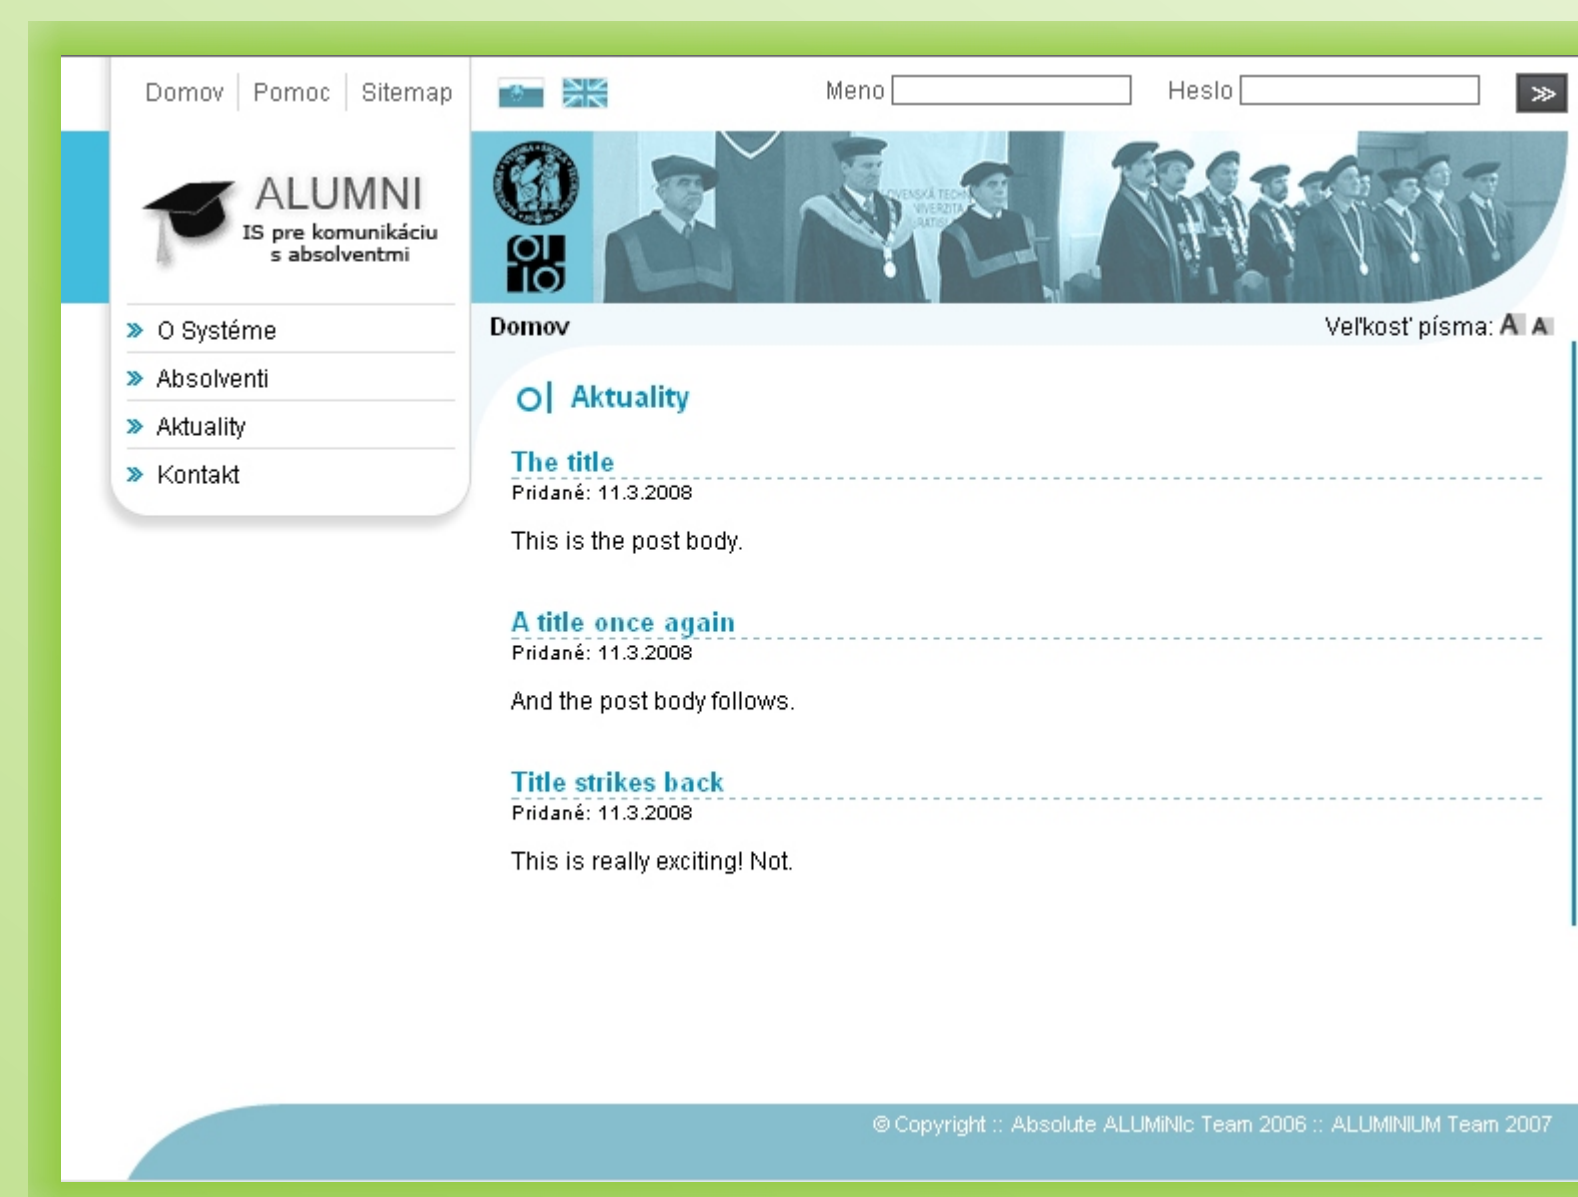 Domov Pomoc Sitemap
Meno Heslo
ALUMNI
IS pre komunikáciu
s absolventmi
SLOVENSKÁ TECHN
O Systéme
Absolventi
Aktuality
Kontakt
Domov
Veľkosť písma: A A
Aktuality
The title
Pridané: 11.3.2008
This is the post body.
A title once again
Pridané: 11.3.2008
And the post body follows.
Title strikes back
Pridané: 11.3.2008
This is really exciting! Not.
© Copyright :: Absolute ALUMiNIc Team 2006 :: ALUMINIUM Team 2007